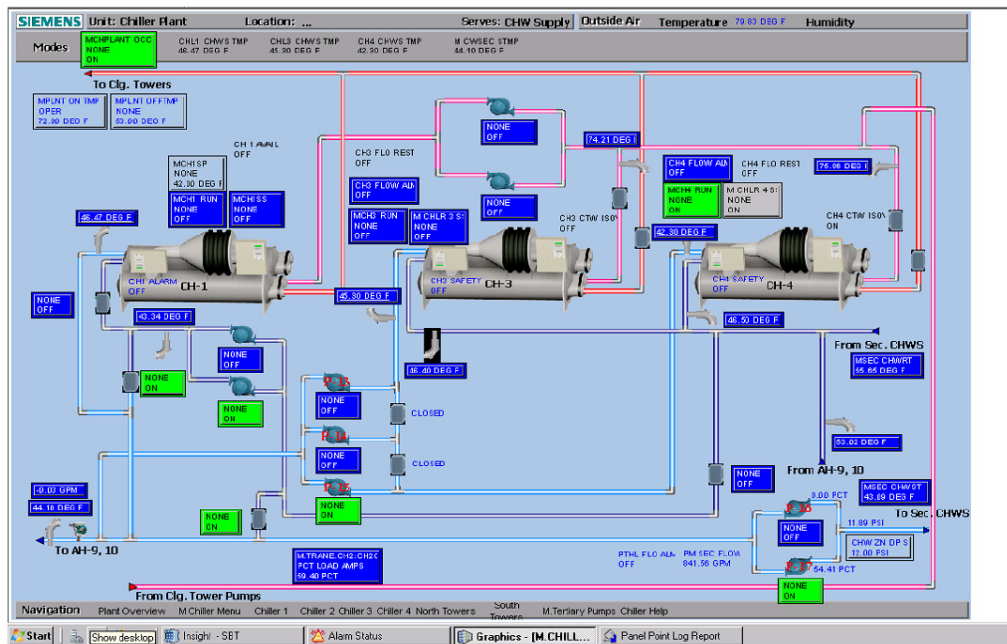 SIEMENS Unit: Chiller Plant Location: ... Serves: CHW Supply Outside Air Temperature 79.83 DEG F Humidity
Modes
MCHPLANT OCC
NONE
ON
CHL1 CHWS TMP
46.47 DEG F
CHL3 CHWS TMP
45.30 DEG F
CH4 CHWS TMP
42.30 DEG F
M CWSEC STMP
44.10 DEG F
To Clg. Towers
MPLNT ON TMP
OPER
72.00 DEG F
MPLNT OFFTMP
NONE
53.00 DEG F
CH 1 AVAIL
OFF
MCH1SP
NONE
42.00 DEG F
MCH1 RUN
NONE
OFF
MCH1SS
NONE
OFF
46.47 DEG F
NONE
OFF
CH3 FLO REST
OFF
CH3 FLOW ALM
OFF
MCH3 RUN
NONE
OFF
M CHLR 3 S:
NONE
OFF
NONE
OFF
74.21 DEG I
CH3 CTW ISOV
OFF
CH4 FLOW ALM
OFF
CH4 FLO REST
OFF
MCH4 RUN
NONE
ON
M CHLR 4 S:
NONE
ON
42.30 DEG F
CH4 CTW ISOV
ON
CH1 ALARM
OFF
CH-1
CH3 SAFETY
OFF
CH-3
CH4 SAFETY
OFF
CH-4
NONE
OFF
43.34 DEG F
45.30 DEG F
46.50 DEG F
From Sec. CHWS
MSEC CHWRT
55.65 DEG F
46.40 DEG F
NONE
OFF
NONE
ON
NONE
ON
P-13
NONE
OFF
CLOSED
P-14
NONE
OFF
CLOSED
P-15
NONE
ON
53.02 DEG F
From AH-9, 10
NONE
OFF
-0.03 GPM
44.10 DEG F
To AH-9, 10
NONE
ON
MSEC CHWST
43.89 DEG F
To Sec. CHWS
P-16
0.00 PCT
NONE
OFF
11.89 PSI
CHW ZN DP S
12.00 PSI
P-17
54.41 PCT
NONE
ON
M.TRANE.CH2:CH2C
PCT LOAD AMPS
59.40 PCT
PTHL FLO ALM
OFF
PM SEC FLOW
841.56 GPM
From Clg. Tower Pumps
Navigation Plant Overview M.Chiller Menu Chiller 1 Chiller 2 Chiller 3 Chiller 4 North Towers South Towers M.Tertiary Pumps Chiller Help
Start Show desktop Insight - SBT Alarm Status Graphics - [M.CHILL... Panel Point Log Report